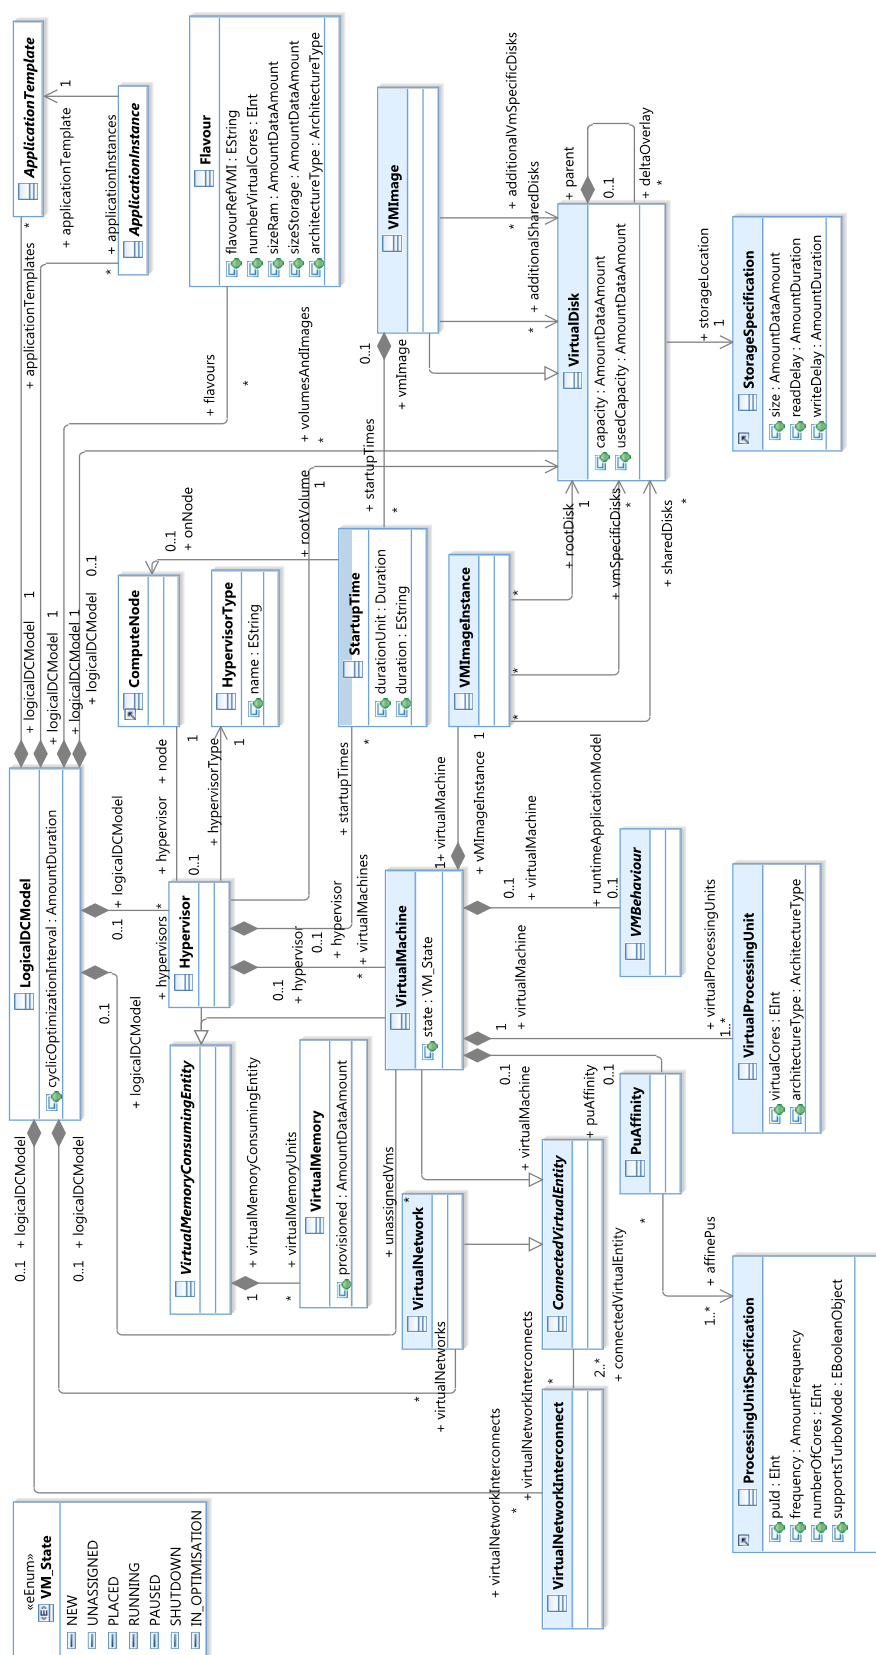 «eEnum»
VM_State
NEW
UNASSIGNED
PLACED
RUNNING
PAUSED
SHUTDOWN
IN_OPTIMISATION
LogicalDCModel
cyclicOptimizationInterval : AmountDuration
ApplicationTemplate
ApplicationInstance
+ applicationTemplate
1
+ applicationInstances
*
+ applicationTemplates
*
+ logicalDCModel
1
+ logicalDCModel
1
+ logicalDCModel
1
+ logicalDCModel
0..1
Flavour
flavourRefVMI : EString
numberVirtualCores : EInt
sizeRam : AmountDataAmount
sizeStorage : AmountDataAmount
architectureType : ArchitectureType
+ flavours
*
+ volumesAndImages
*
0..1
+ logicalDCModel
0..1
+ logicalDCModel
0..1
+ logicalDCModel
0..1
+ logicalDCModel
+ hypervisors
*
Hypervisor
+ hypervisor
0..1
+ node
1
ComputeNode
0..1
+ onNode
HypervisorType
name : EString
+ hypervisorType
1
+ rootVolume
1
StartupTime
durationUnit : Duration
duration : EString
+ startupTimes
*
+ hypervisor
0..1
+ startupTimes
*
0..1
+ vmImage
VMImage
+ additionalSharedDisks
*
+ additionalVmSpecificDisks
*
VirtualDisk
capacity : AmountDataAmount
usedCapacity : AmountDataAmount
+ parent
0..1
+ deltaOverlay
*
+ storageLocation
1
StorageSpecification
size : AmountDataAmount
readDelay : AmountDuration
writeDelay : AmountDuration
VMImageInstance
*
+ rootDisk
1
*
+ vmSpecificDisks
*
*
+ sharedDisks
*
VirtualMachine
state : VM_State
0..1
+ hypervisor
*
+ virtualMachines
1
+ virtualMachine
+ vMImageInstance
1
0..1
+ virtualMachine
+ runtimeApplicationModel
0..1
VMBehaviour
1
+ virtualMachine
+ virtualProcessingUnits
1..*
VirtualProcessingUnit
virtualCores : EInt
architectureType : ArchitectureType
0..1
+ virtualMachine
+ puAffinity
0..1
PuAffinity
*
+ affinePus
1..*
ProcessingUnitSpecification
puId : EInt
frequency : AmountFrequency
numberOfCores : EInt
supportsTurboMode : EBooleanObject
VirtualMemoryConsumingEntity
1
+ virtualMemoryConsumingEntity
+ virtualMemoryUnits
*
VirtualMemory
provisioned : AmountDataAmount
+ unassignedVms
*
VirtualNetwork
+ virtualNetworks
*
ConnectedVirtualEntity
2..*
+ connectedVirtualEntity
*
+ virtualNetworkInterconnects
+ virtualNetworkInterconnects
*
VirtualNetworkInterconnect